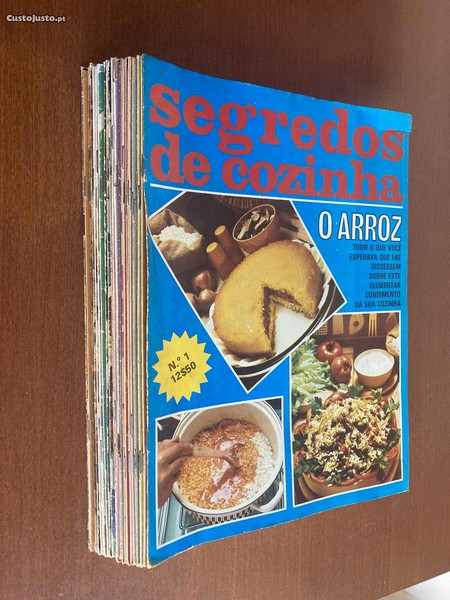 CustoJusto.pt
segredos
de cozinha
O ARROZ
TUDO O QUE VOCÊ
ESPERAVA QUE LHE
DISSESSEM
SOBRE ESTE
ELEMENTAR
CONDIMENTO
DA SUA COZINHA
N.º 1
12$50